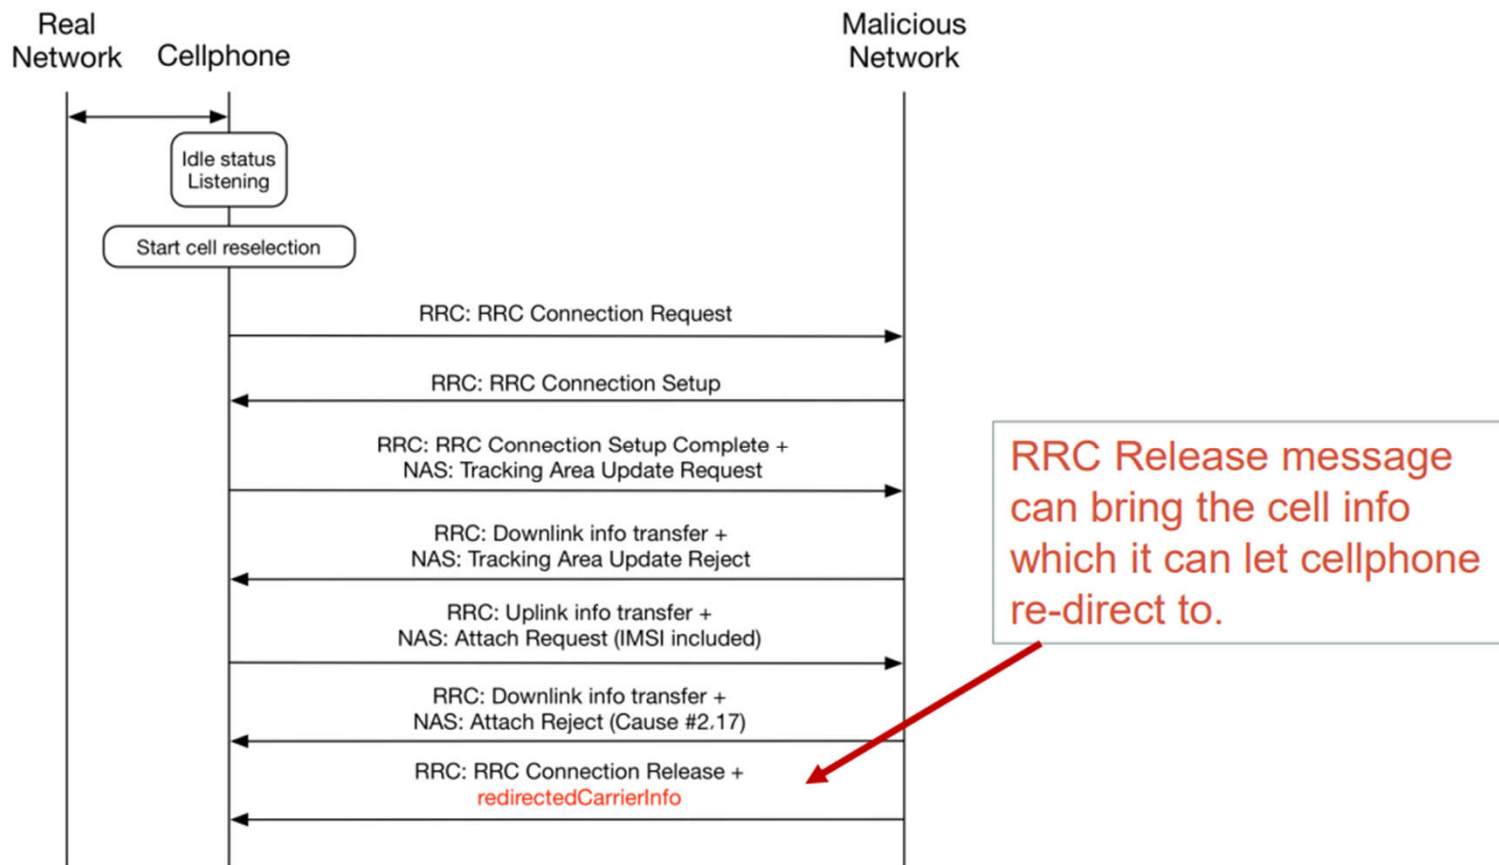 Real
Network
Cellphone
Malicious
Network
Idle status
Listening
Start cell reselection
RRC: RRC Connection Request
RRC: RRC Connection Setup
RRC: RRC Connection Setup Complete +
NAS: Tracking Area Update Request
RRC: Downlink info transfer +
NAS: Tracking Area Update Reject
RRC: Uplink info transfer +
NAS: Attach Request (IMSI included)
RRC: Downlink info transfer +
NAS: Attach Reject (Cause #2.17)
RRC: RRC Connection Release +
redirectedCarrierInfo
RRC Release message
can bring the cell info
which it can let cellphone
re-direct to.